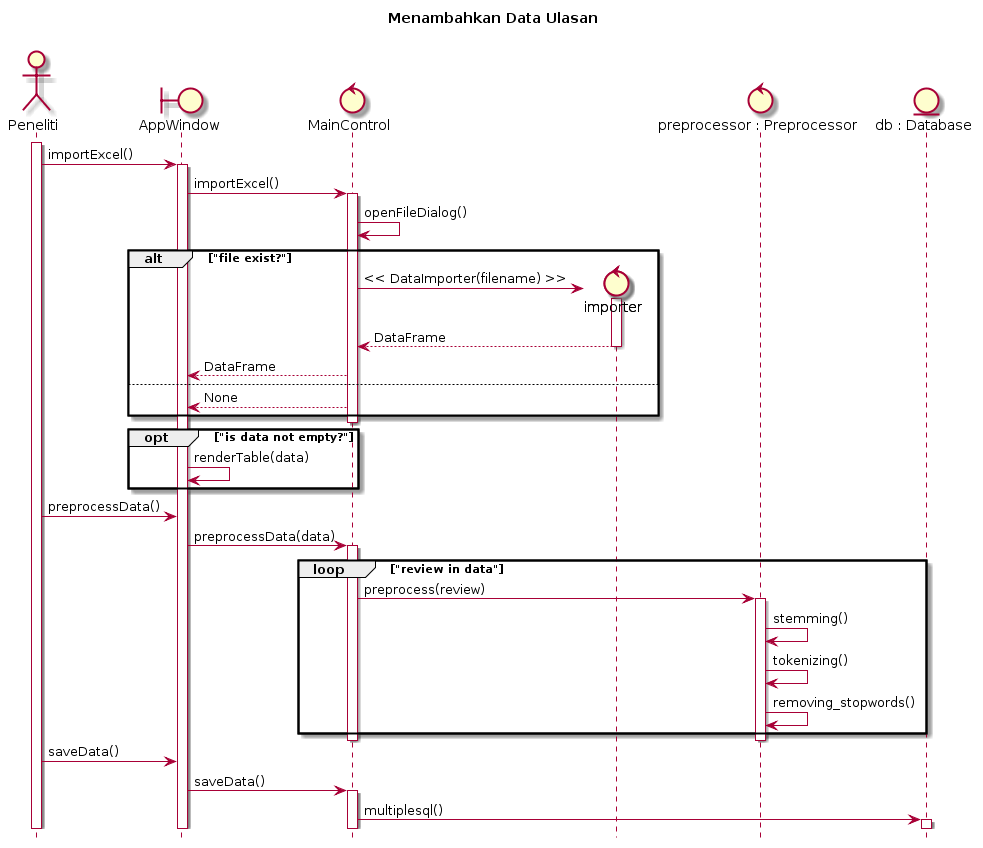 Menambahkan Data Ulasan
Peneliti
AppWindow
MainControl
preprocessor : Preprocessor
db : Database
importExcel()
importExcel()
openFileDialog()
alt
["file exist?"]
<< DataImporter(filename) >>
importer
DataFrame
DataFrame
None
opt
["is data not empty?"]
renderTable(data)
preprocessData()
preprocessData(data)
loop
["review in data"]
preprocess(review)
stemming()
tokenizing()
removing_stopwords()
saveData()
saveData()
multiplesql()